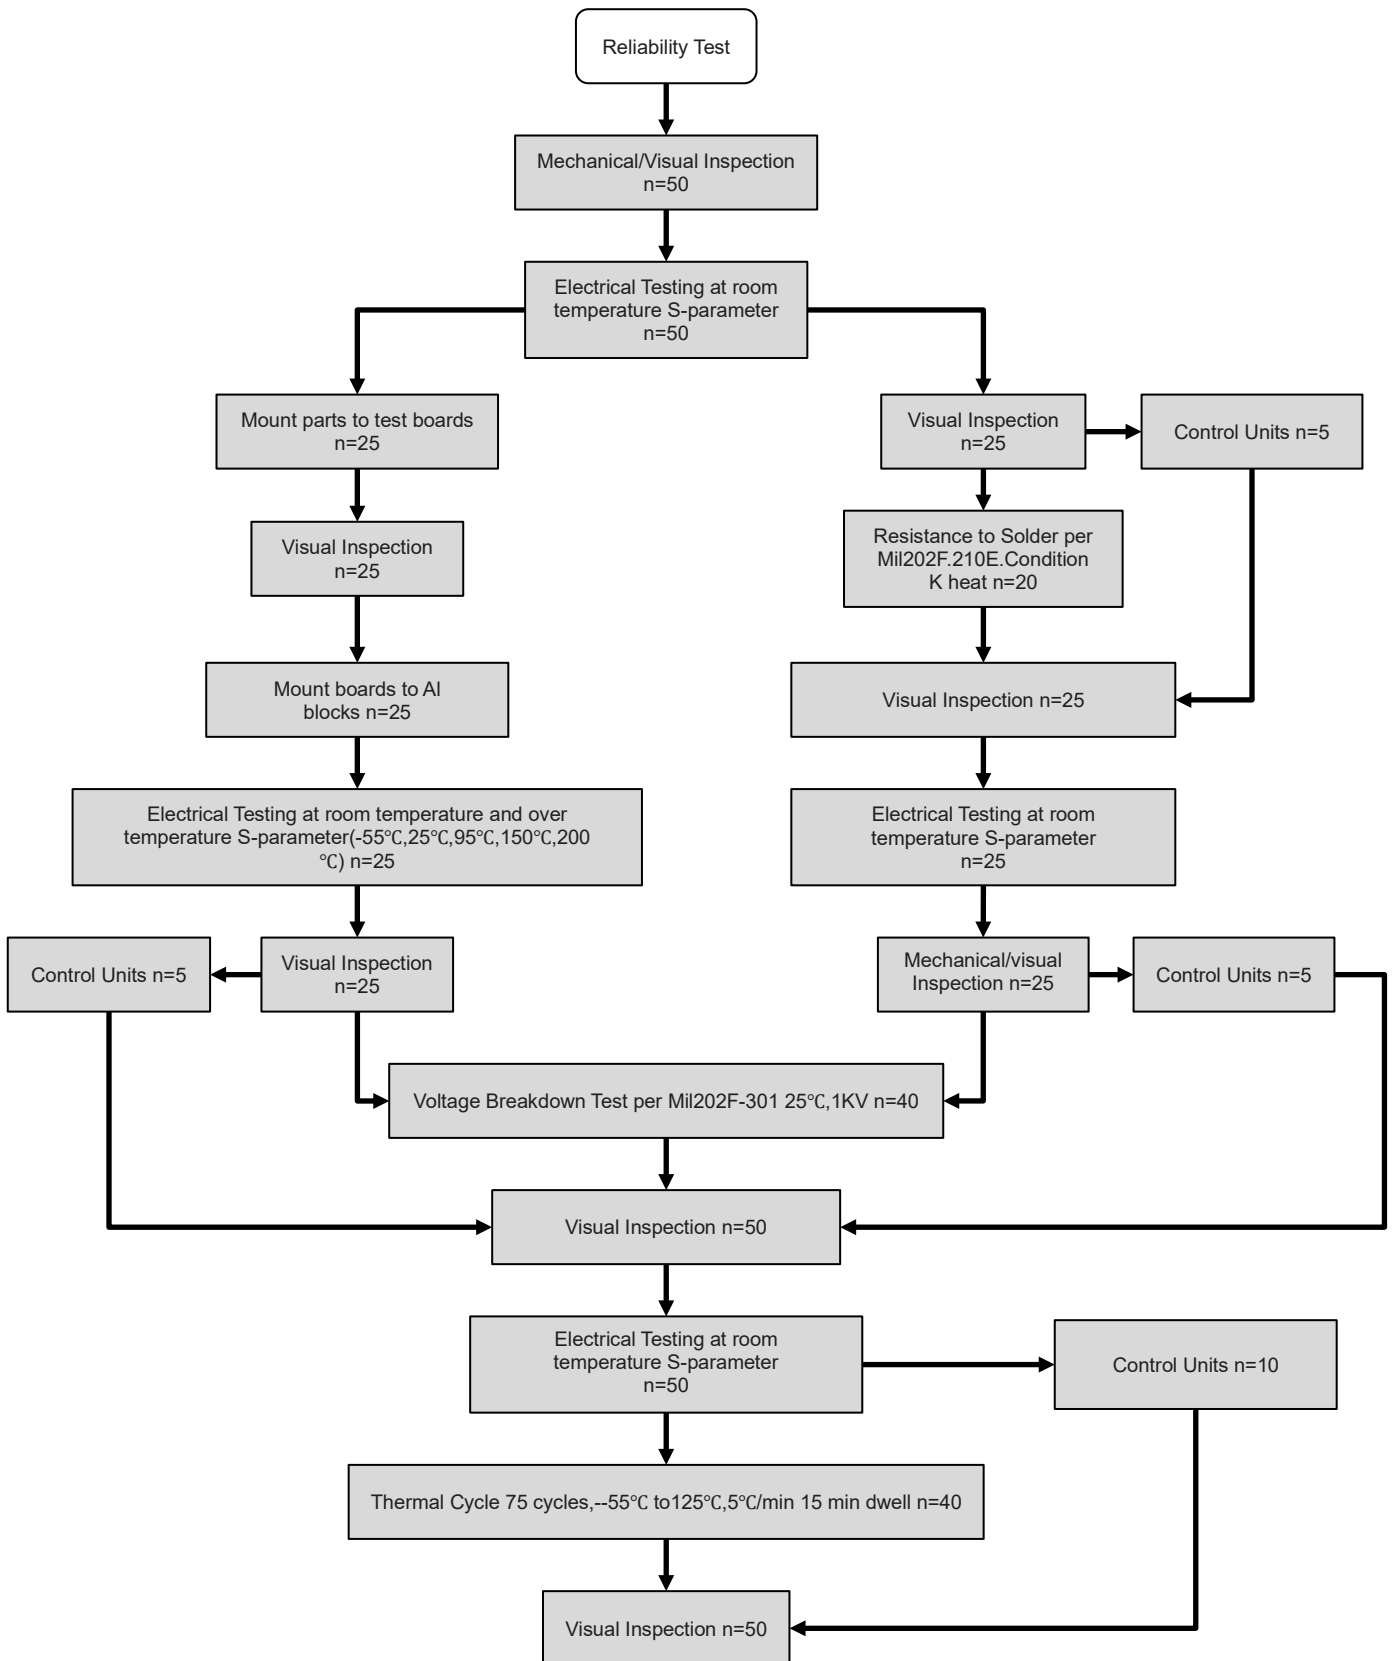 Reliability Test
Mechanical/Visual Inspection
n=50
Electrical Testing at room
temperature S-parameter
n=50
Mount parts to test boards
n=25
Visual Inspection
n=25
Control Units n=5
Visual Inspection
n=25
Resistance to Solder per
Mil202F.210E.Condition
K heat n=20
Mount boards to Al
blocks n=25
Visual Inspection n=25
Electrical Testing at room temperature and over
temperature S-parameter(-55℃,25℃,95℃,150℃,200
℃) n=25
Electrical Testing at room
temperature S-parameter
n=25
Control Units n=5
Visual Inspection
n=25
Mechanical/visual
Inspection n=25
Control Units n=5
Voltage Breakdown Test per Mil202F-301 25℃,1KV n=40
Visual Inspection n=50
Electrical Testing at room
temperature S-parameter
n=50
Control Units n=10
Thermal Cycle 75 cycles,--55℃ to125℃,5℃/min 15 min dwell n=40
Visual Inspection n=50